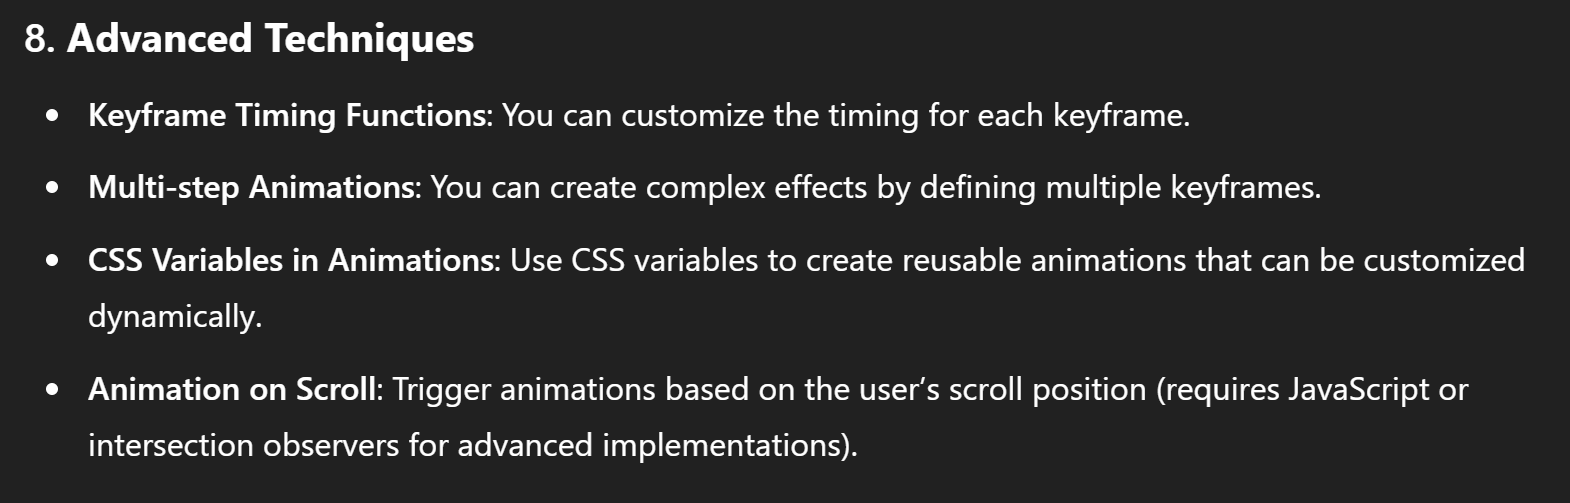 8. Advanced Techniques
• Keyframe Timing Functions: You can customize the timing for each keyframe.
• Multi-step Animations: You can create complex effects by defining multiple keyframes.
• CSS Variables in Animations: Use CSS variables to create reusable animations that can be customized
dynamically.
• Animation on Scroll: Trigger animations based on the user’s scroll position (requires JavaScript or
intersection observers for advanced implementations).